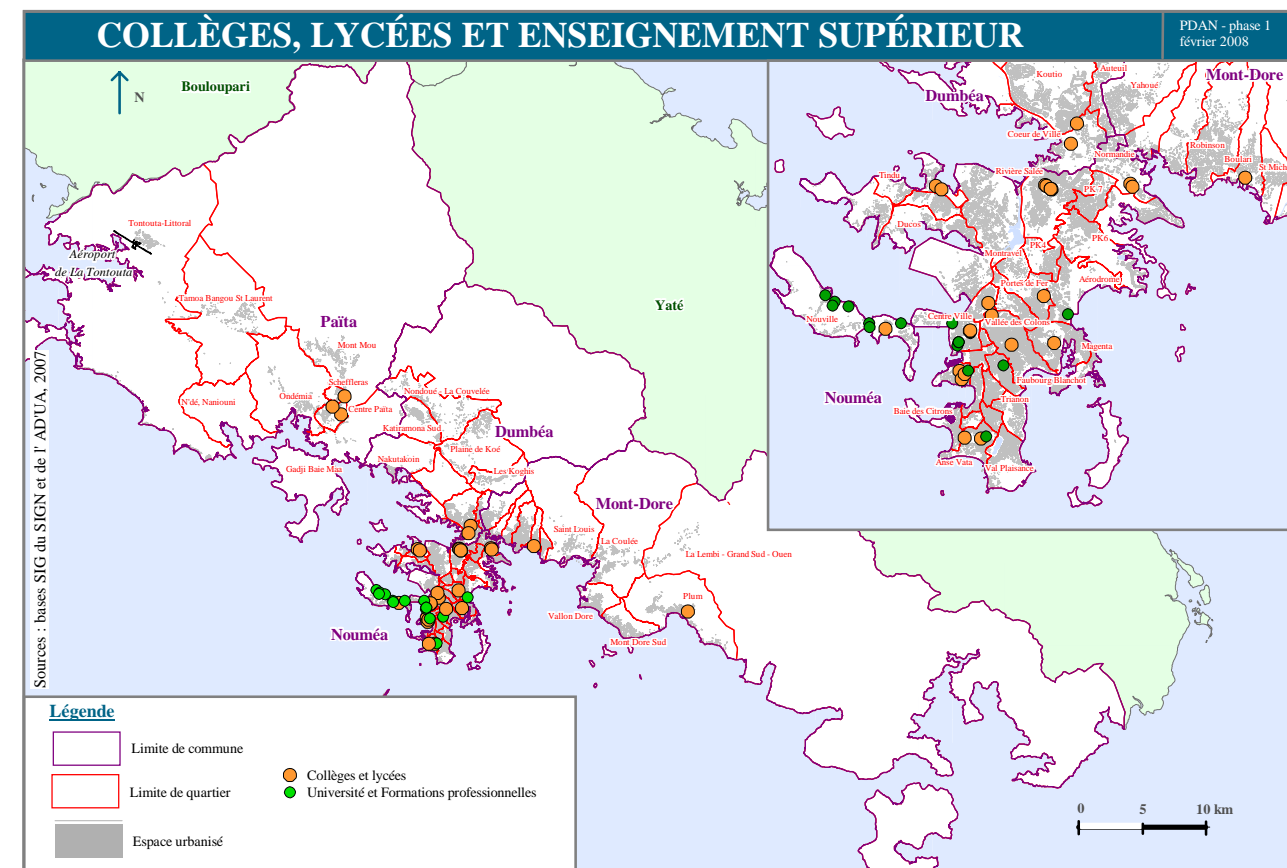 COLLÈGES, LYCÉES ET ENSEIGNEMENT SUPÉRIEUR
PDAN - phase 1
février 2008
N
Bouloupari
Tontouta-Littoral
Aéroport
de La Tontouta
Tamoa Bangou St Laurent
Païta
Mont Mou
Yaté
Scheffleras
Ondémia
N'dé, Naniouni
Centre Païta
Nondoué - La Couvelée
Katiramona Sud
Dumbéa
Plaine de Koé
Nakutakoin
Gadji Baie Maa
Les Koghis
Mont-Dore
Saint Louis
La Coulée
La Lembi - Grand Sud - Ouen
Plum
Vallon Dore
Mont Dore Sud
Nouméa
Koutio
Auteuil
Yahoué
Mont-Dore
Dumbéa
Coeur de Ville
Normandie
Robinson
Boulari
St Mich
Tindu
Rivière Salée
PK 7
Ducos
PK4
PK6
Montravel
Aérodrome
Portes de Fer
Nouville
Centre Ville
Vallée des Colons
Magenta
Faubourg Blanchot
Nouméa
Trianon
Baie des Citrons
Anse Vata
Val Plaisance
Sources : bases SIG du SIGN et de l' AD'UA, 2007
Légende
Limite de commune
Limite de quartier
Espace urbanisé
Collèges et lycées
Université et Formations professionnelles
0 5 10 km